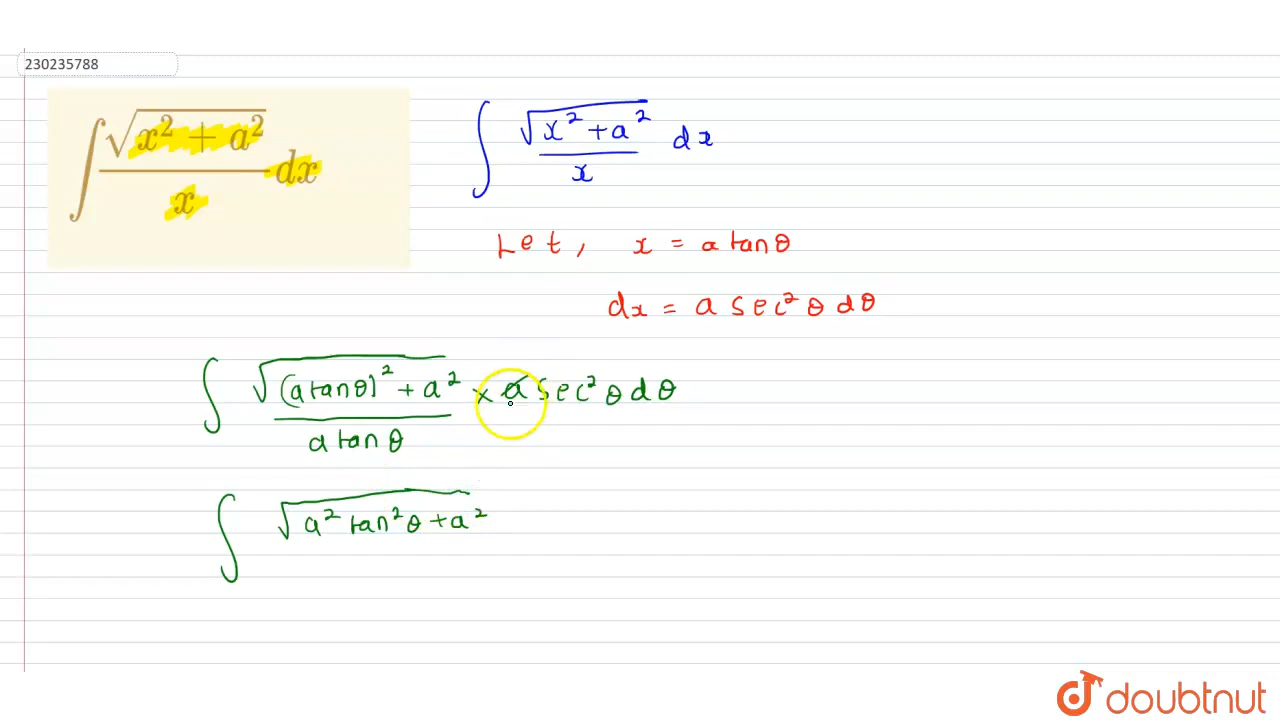 230235788
∫ √(x² + a²) / x dx
∫ √(x² + a²) / x dx
Let, x = a tanθ
dx = a sec²θ dθ
∫ √((a tanθ)² + a²) / (a tanθ) × a sec²θ dθ
∫ √(a² tan²θ + a²)
doubtnut